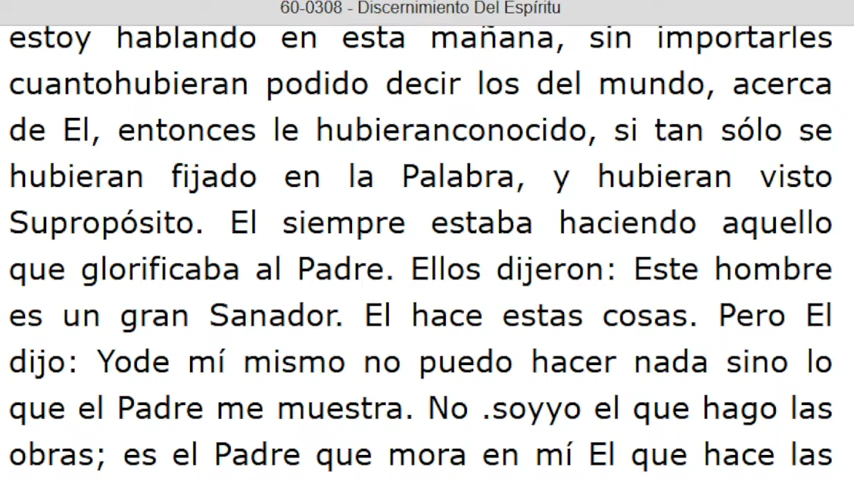 60-0308 - Discernimiento Del Espíritu
estoy hablando en esta mañana, sin importarles
cuantohubieran podido decir los del mundo, acerca
de El, entonces le hubieranconocido, si tan sólo se
hubieran fijado en la Palabra, y hubieran visto
Supropósito. El siempre estaba haciendo aquello
que glorificaba al Padre. Ellos dijeron: Este hombre
es un gran Sanador. El hace estas cosas. Pero El
dijo: Yode mí mismo no puedo hacer nada sino lo
que el Padre me muestra. No .soyyo el que hago las
obras; es el Padre que mora en mí El que hace las